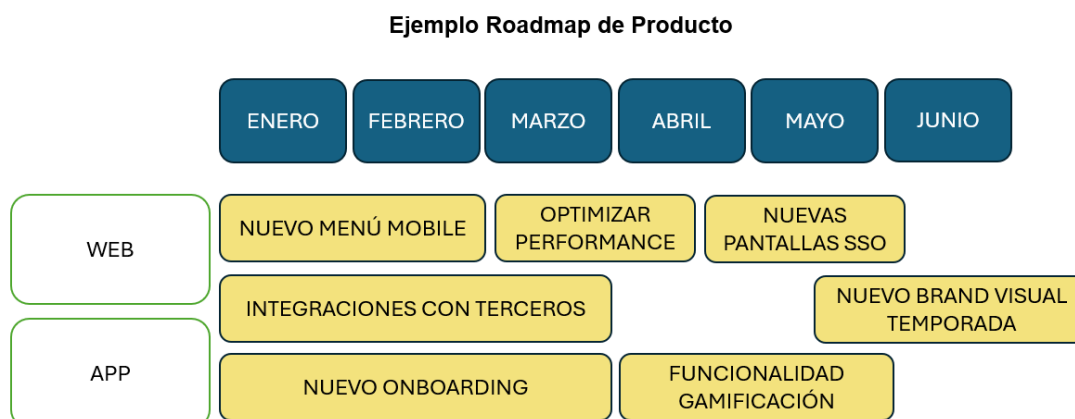 Ejemplo Roadmap de Producto
ENERO
FEBRERO
MARZO
ABRIL
MAYO
JUNIO
WEB
NUEVO MENÚ MOBILE
OPTIMIZAR
PERFORMANCE
NUEVAS
PANTALLAS SSO
INTEGRACIONES CON TERCEROS
NUEVO BRAND VISUAL
TEMPORADA
APP
NUEVO ONBOARDING
FUNCIONALIDAD
GAMIFICACIÓN